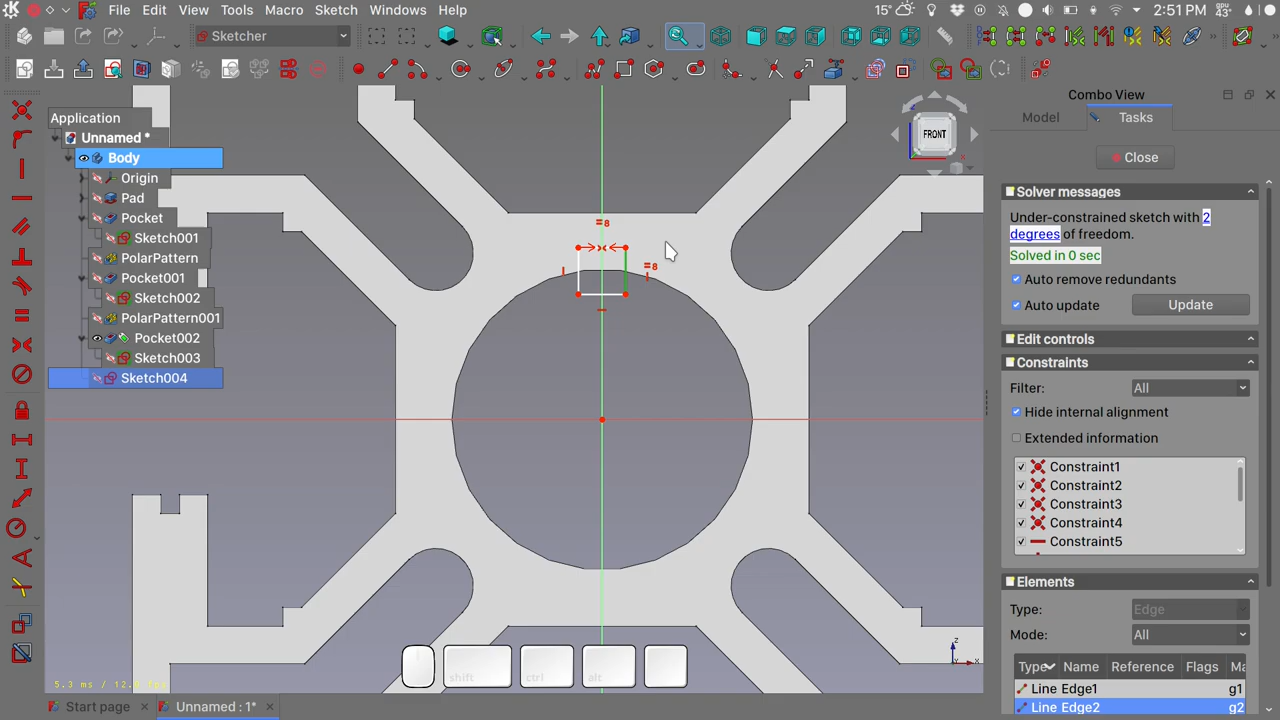 File Edit View Tools Macro Sketch Windows Help
15°
2:51 PM
43°
Sketcher
Application
Unnamed *
Body
Origin
Pad
Pocket
Sketch001
PolarPattern
Pocket001
Sketch002
PolarPattern001
Pocket002
Sketch003
Sketch004
8
8
FRONT
Combo View
Model Tasks
Close
Solver messages
Under-constrained sketch with 2
degrees of freedom.
Solved in 0 sec
Auto remove redundants
Auto update
Update
Edit controls
Constraints
Filter: All
Hide internal alignment
Extended information
Constraint1
Constraint2
Constraint3
Constraint4
Constraint5
Elements
Type: Edge
Mode: All
Type Name Reference Flags Ma
Line Edge1 g1
Line Edge2 g2
shift ctrl alt
Start page
Unnamed : 1*